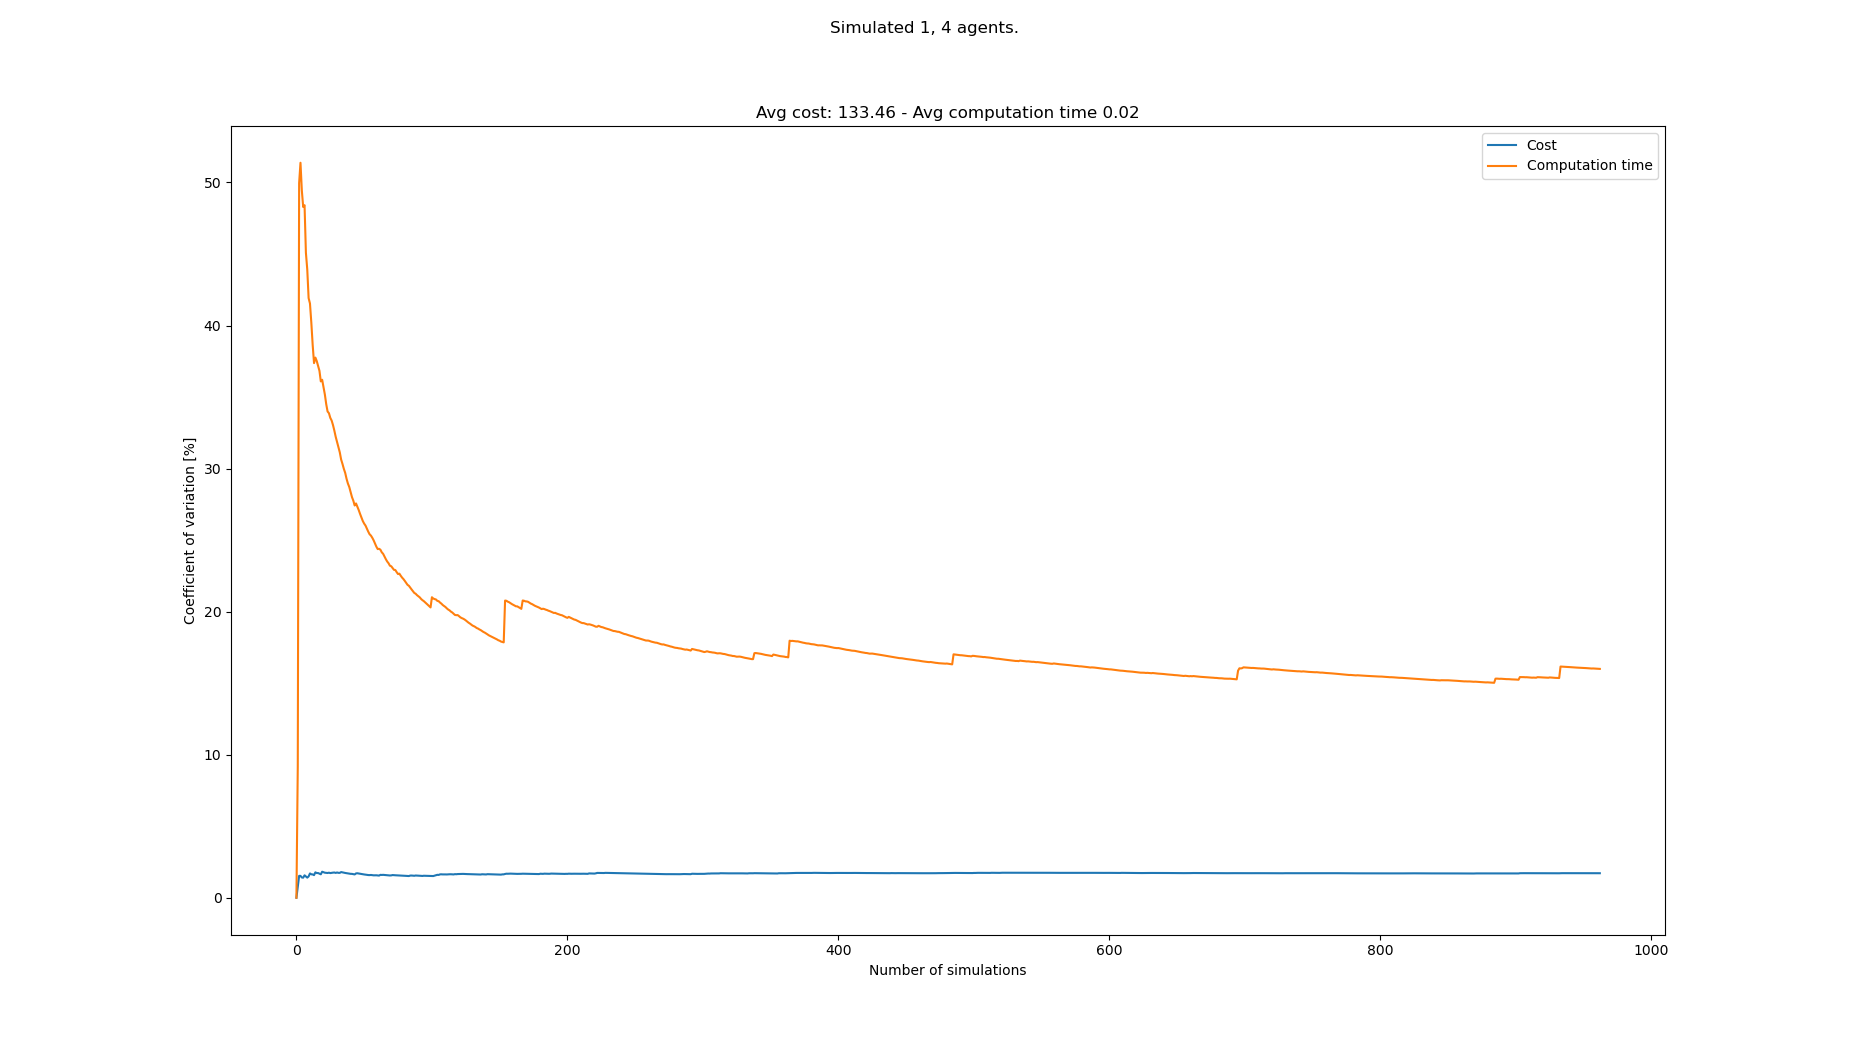 Simulated 1, 4 agents.
Avg cost: 133.46 - Avg computation time 0.02
Cost
Computation time
50
40
30
20
10
0
Coefficient of variation [%]
0 200 400 600 800 1000
Number of simulations